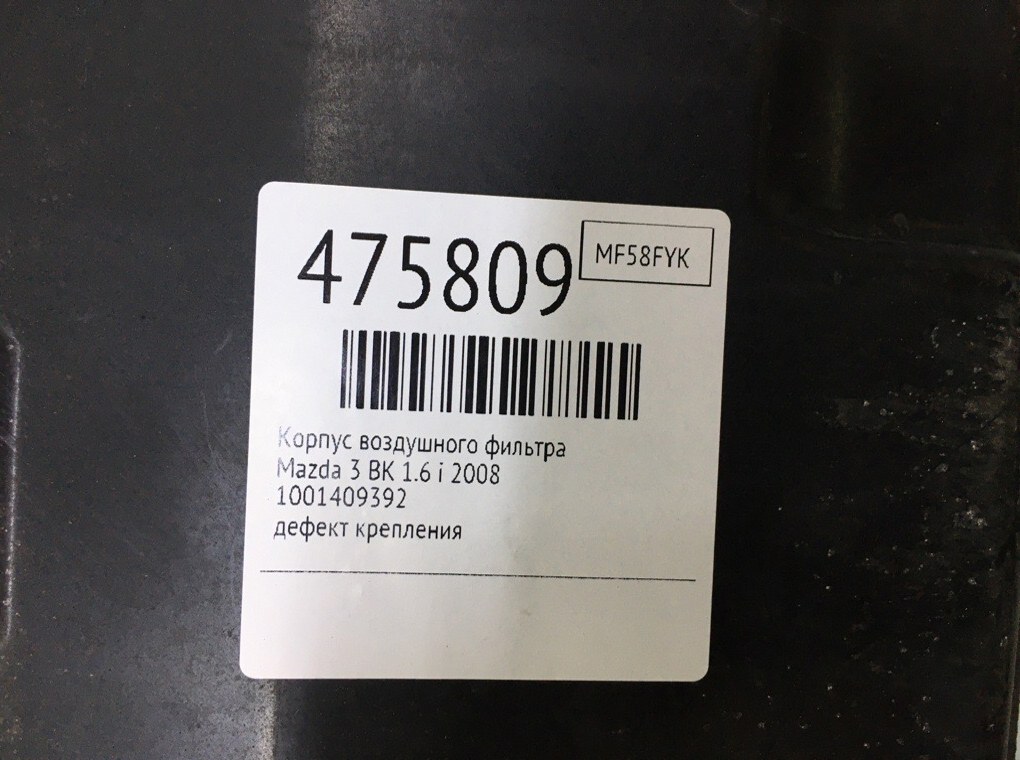 475809
MF58FYK
Корпус воздушного фильтра
Mazda 3 BK 1.6 i 2008
1001409392
дефект крепления